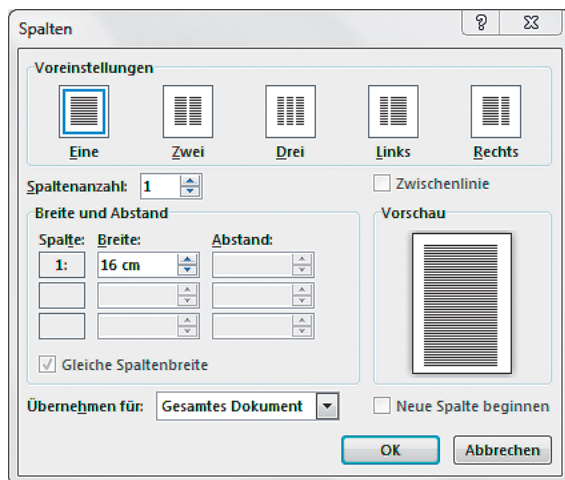 Spalten
Voreinstellungen
Eine Zwei Drei Links Rechts
Spaltenanzahl: 1
Zwischenlinie
Breite und Abstand
Vorschau
Spalte: Breite: Abstand:
1: 16 cm
Gleiche Spaltenbreite
Übernehmen für: Gesamtes Dokument
Neue Spalte beginnen
OK Abbrechen